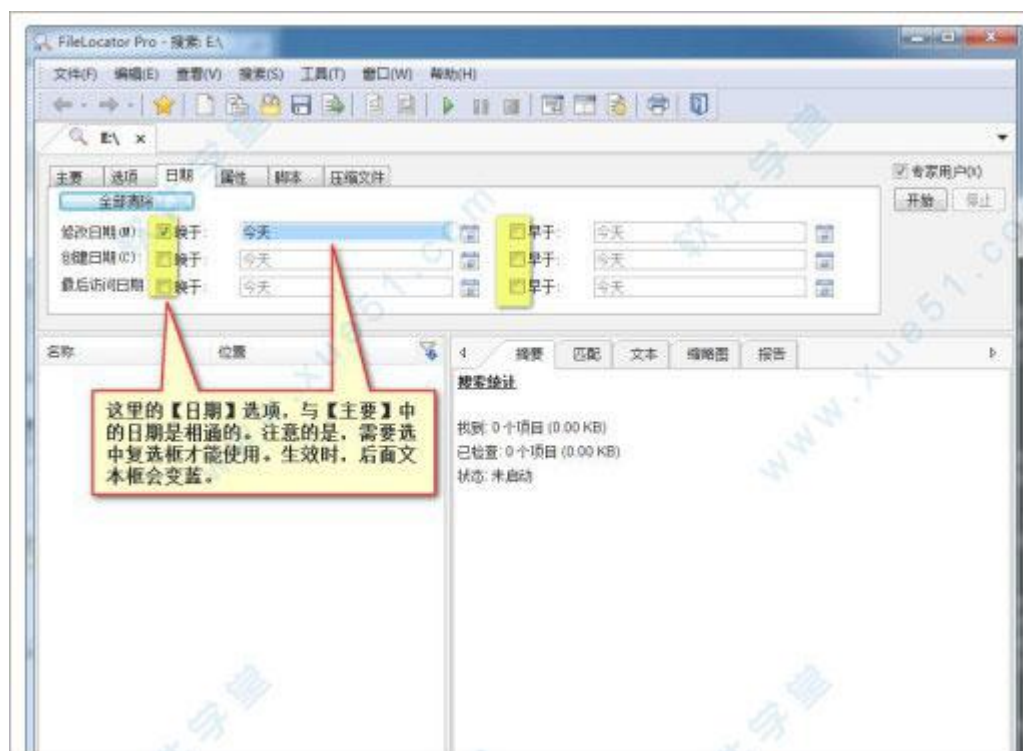 FileLocator Pro - 搜索: E:\
文件(F) 编辑(E) 查看(V) 搜索(S) 工具(T) 窗口(W) 帮助(H)
E:\ x
主要 选项 日期 属性 脚本 压缩文件
专家用户(X)
全部清除
开始 停止
修改日期(M): 晚于: 今天 早于: 今天
创建日期(C): 晚于: 今天 早于: 今天
最后访问日期 晚于: 今天 早于: 今天
名称 位置
摘要 匹配 文本 缩略图 报告
搜索统计
找到: 0 个项目 (0.00 KB)
已检查: 0 个项目 (0.00 KB)
状态: 未启动
这里的【日期】选项，与【主要】中
的日期是相通的。注意的是，需要选
中复选框才能使用。生效时，后面文
本框会变蓝。
软件学堂
www.xue51.com